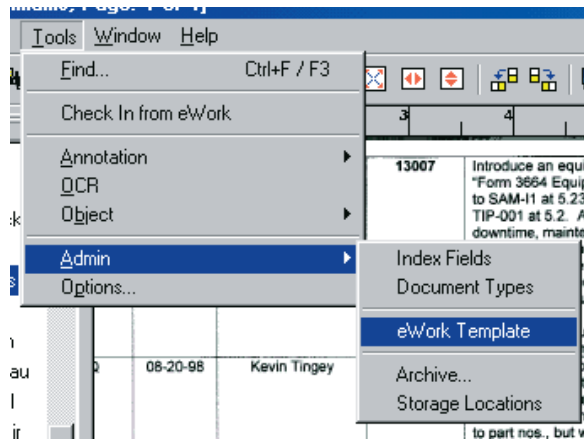 Tools Window Help
Find... Ctrl+F / F3
Check In from eWork
Annotation
OCR
Object
Admin
Options...
Index Fields
Document Types
eWork Template
Archive...
Storage Locations
3 4
13007 Introduce an equi
"Form 3664 Equip
to SAM-I1 at 5.23
TIP-001 at 5.2. A
downtime, mainte
08-20-98 Kevin Tingey
to part nos., but w
au
ir